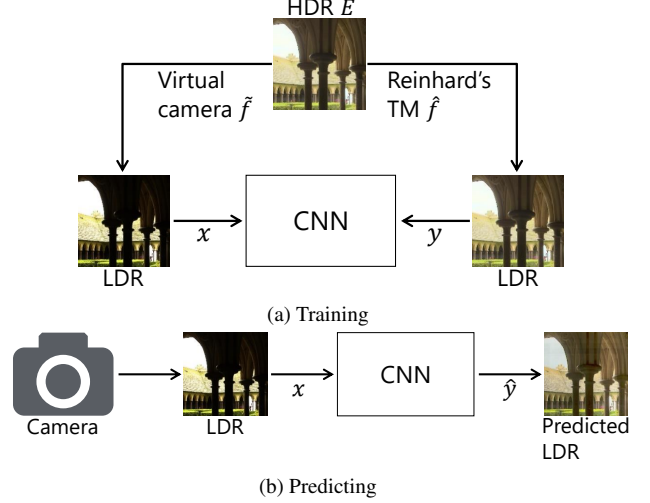 HDR E
Virtual
camera f̃
Reinhard's
TM f̂
x
CNN
y
LDR
LDR
(a) Training
x
CNN
ŷ
Camera
LDR
Predicted
LDR
(b) Predicting